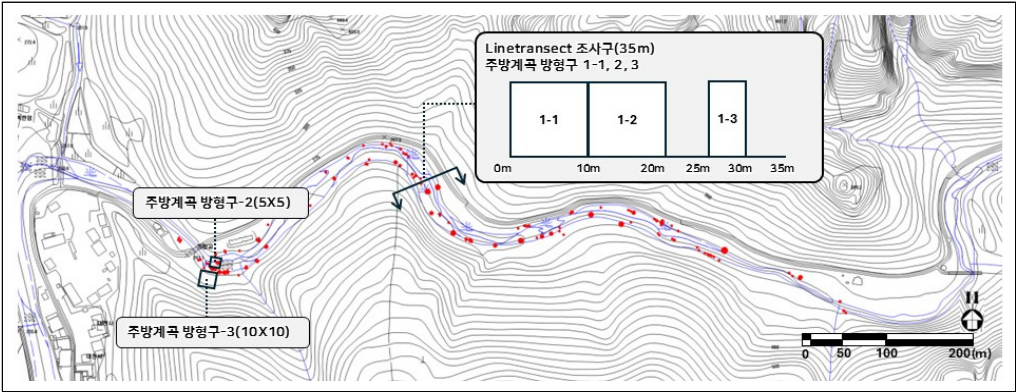 Linetransect 조사구(35m)
주방계곡 방형구 1-1, 2, 3
1-1
1-2
1-3
0m
10m
20m
25m
30m
35m
주방계곡 방형구-2(5X5)
주방계곡 방형구-3(10X10)
0
50
100
200(m)